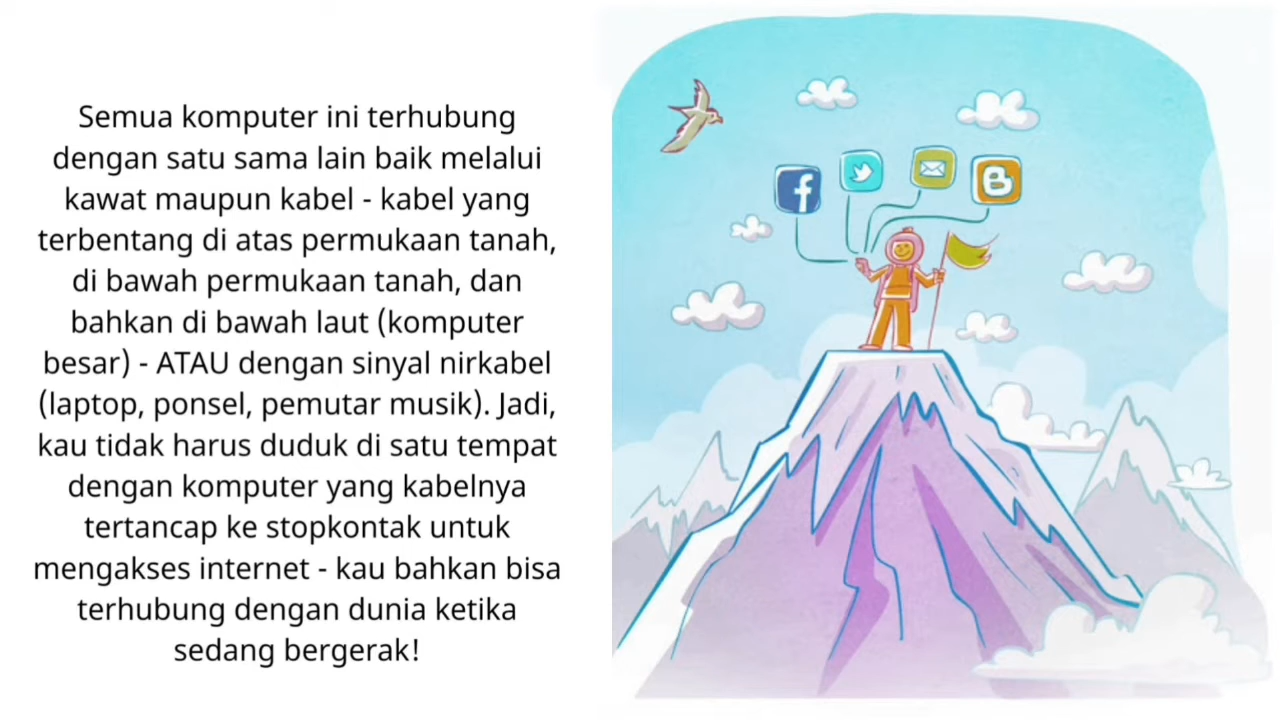 Semua komputer ini terhubung
dengan satu sama lain baik melalui
kawat maupun kabel - kabel yang
terbentang di atas permukaan tanah,
di bawah permukaan tanah, dan
bahkan di bawah laut (komputer
besar) - ATAU dengan sinyal nirkabel
(laptop, ponsel, pemutar musik). Jadi,
kau tidak harus duduk di satu tempat
dengan komputer yang kabelnya
tertancap ke stopkontak untuk
mengakses internet - kau bahkan bisa
terhubung dengan dunia ketika
sedang bergerak!